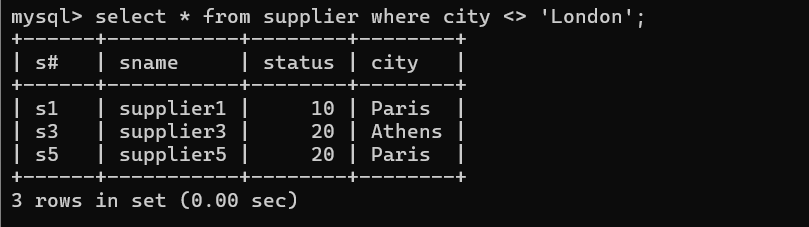 mysql> select * from supplier where city <> 'London';
+------+-----------+--------+--------+
| s#   | sname     | status | city   |
+------+-----------+--------+--------+
| s1   | supplier1 |     10 | Paris  |
| s3   | supplier3 |     20 | Athens |
| s5   | supplier5 |     20 | Paris  |
+------+-----------+--------+--------+
3 rows in set (0.00 sec)